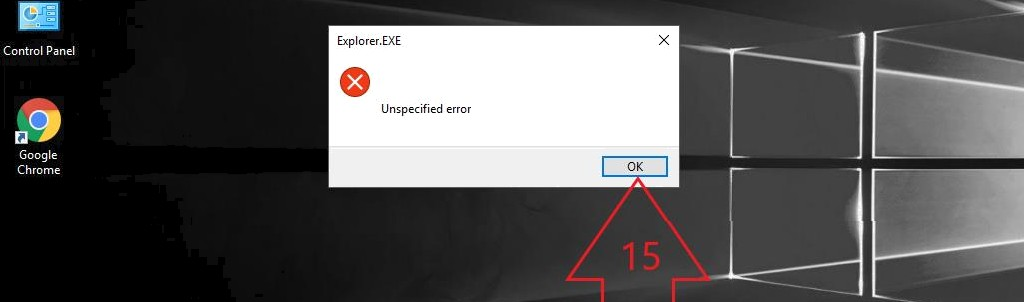 Control Panel
Google
Chrome
Explorer.EXE
Unspecified error
OK
15